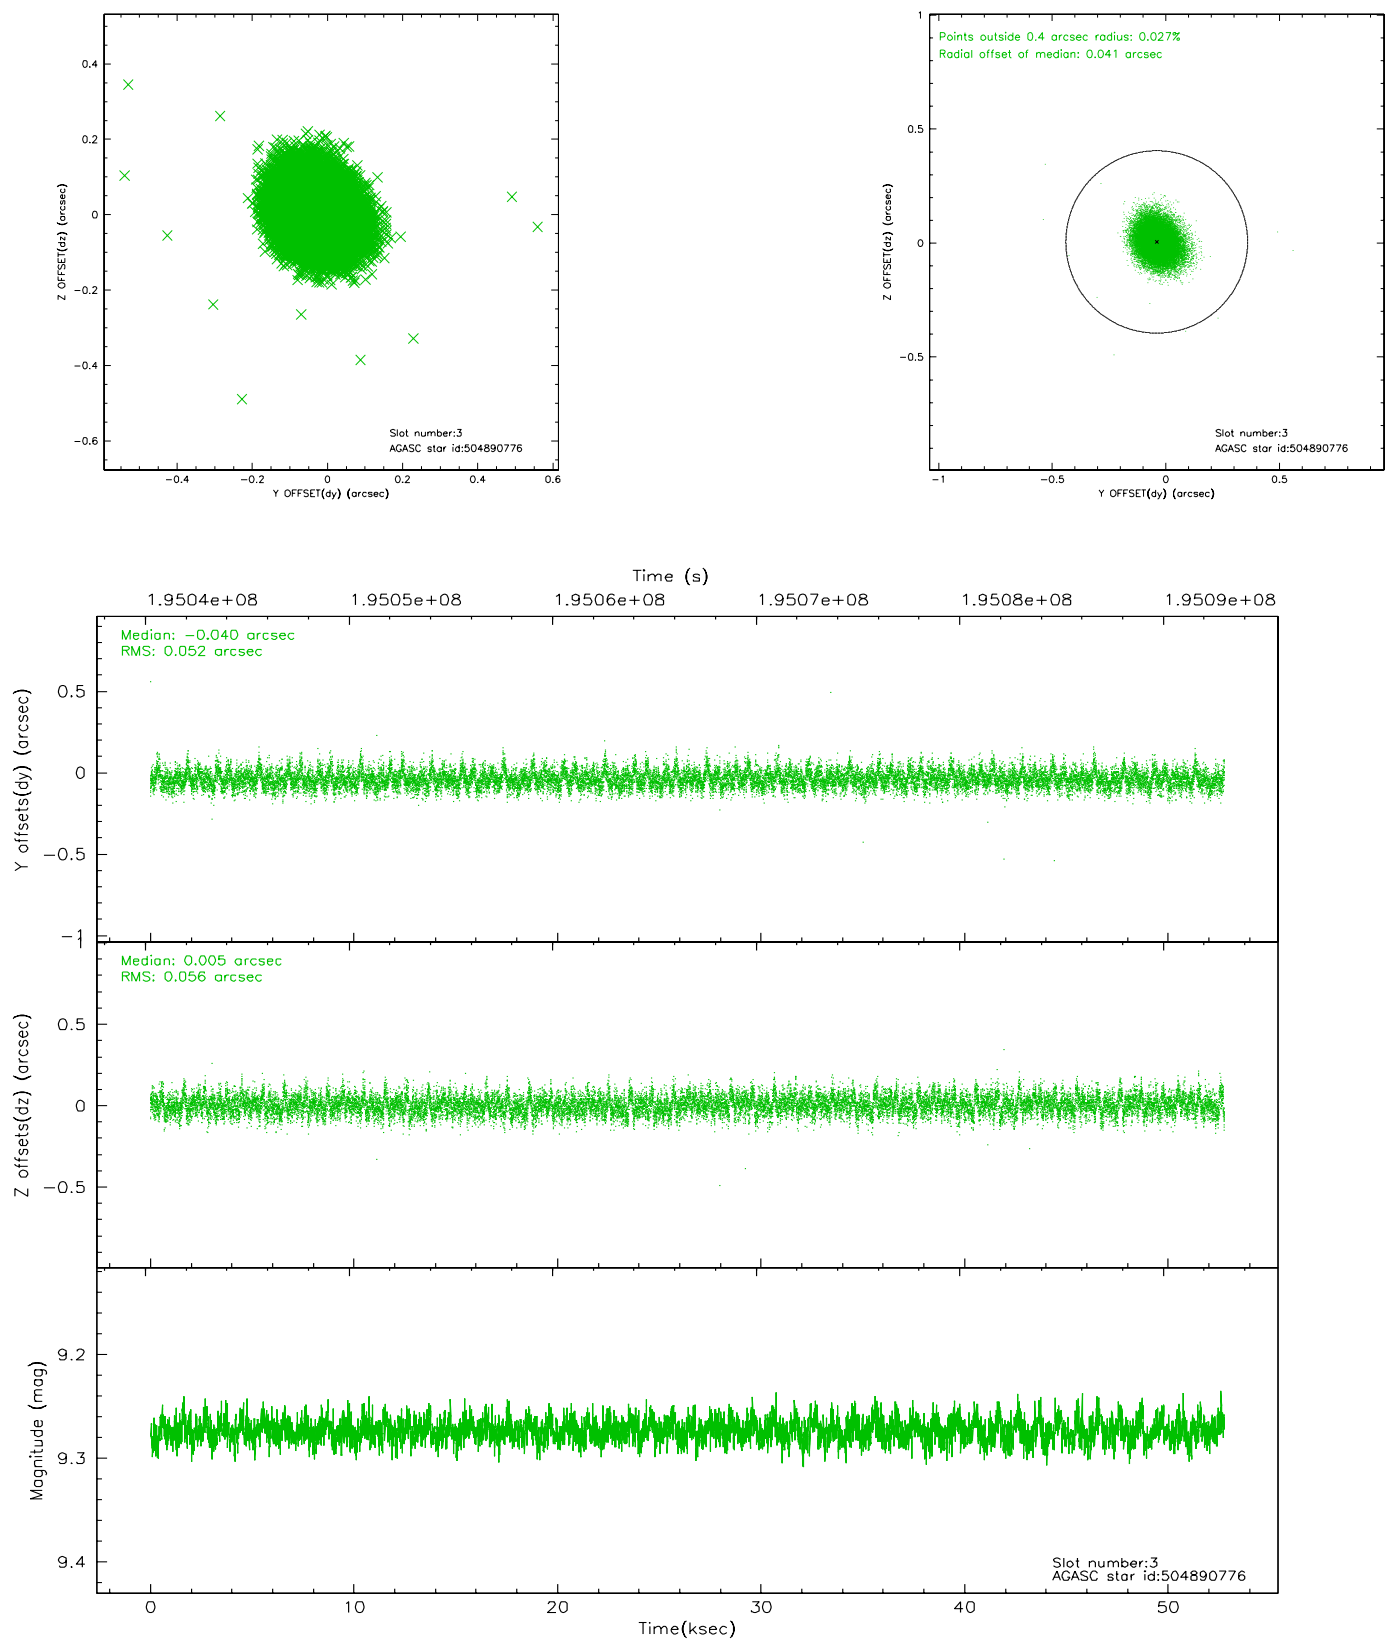 0.4
0.2
0
−0.2
−0.4
−0.6
Z OFFSET(dz) (arcsec)
Slot number:3
AGASC star id:504890776
−0.4 −0.2 0 0.2 0.4 0.6
Y OFFSET(dy) (arcsec)
1
0.5
0
−0.5
Z OFFSET(dz) (arcsec)
Points outside 0.4 arcsec radius: 0.027%
Radial offset of median: 0.041 arcsec
Slot number:3
AGASC star id:504890776
−1 −0.5 0 0.5
Y OFFSET(dy) (arcsec)
Time (s)
1.9504e+08 1.9505e+08 1.9506e+08 1.9507e+08 1.9508e+08 1.9509e+08
Median: −0.040 arcsec
RMS: 0.052 arcsec
0.5
0
−0.5
−1
Y offsets(dy) (arcsec)
Median: 0.005 arcsec
RMS: 0.056 arcsec
0.5
0
−0.5
Z offsets(dz) (arcsec)
9.2
9.3
9.4
Magnitude (mag)
Slot number:3
AGASC star id:504890776
0 10 20 30 40 50
Time(ksec)